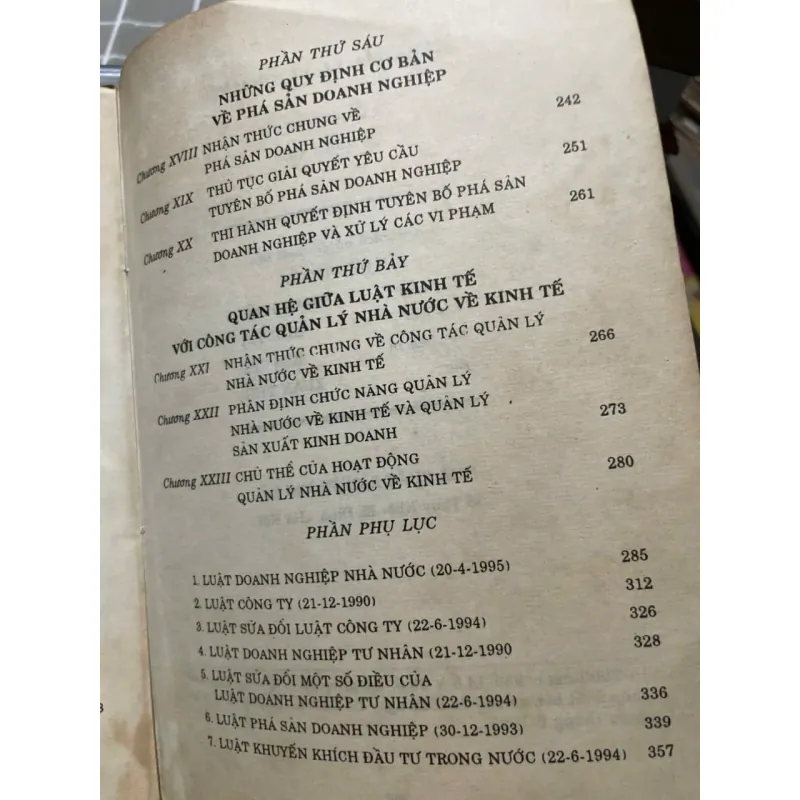 PHẦN THỨ SÁU
NHỮNG QUY ĐỊNH CƠ BẢN
VỀ PHÁ SẢN DOANH NGHIỆP
Chương XVIII NHẬN THỨC CHUNG VỀ
PHÁ SẢN DOANH NGHIỆP 242
Chương XIX THỦ TỤC GIẢI QUYẾT YÊU CẦU
TUYÊN BỐ PHÁ SẢN DOANH NGHIỆP 251
Chương XX THI HÀNH QUYẾT ĐỊNH TUYÊN BỐ PHÁ SẢN
DOANH NGHIỆP VÀ XỬ LÝ CÁC VI PHẠM 261
PHẦN THỨ BẢY
QUAN HỆ GIỮA LUẬT KINH TẾ
VỚI CÔNG TÁC QUẢN LÝ NHÀ NƯỚC VỀ KINH TẾ
Chương XXI NHẬN THỨC CHUNG VỀ CÔNG TÁC QUẢN LÝ
NHÀ NƯỚC VỀ KINH TẾ 266
Chương XXII PHÂN ĐỊNH CHỨC NĂNG QUẢN LÝ
NHÀ NƯỚC VỀ KINH TẾ VÀ QUẢN LÝ
SẢN XUẤT KINH DOANH 273
Chương XXIII CHỦ THỂ CỦA HOẠT ĐỘNG
QUẢN LÝ NHÀ NƯỚC VỀ KINH TẾ 280
PHẦN PHỤ LỤC
1. LUẬT DOANH NGHIỆP NHÀ NƯỚC (20-4-1995) 285
2. LUẬT CÔNG TY (21-12-1990) 312
3. LUẬT SỬA ĐỔI LUẬT CÔNG TY (22-6-1994) 326
4. LUẬT DOANH NGHIỆP TƯ NHÂN (21-12-1990 328
5. LUẬT SỬA ĐỔI MỘT SỐ ĐIỀU CỦA
LUẬT DOANH NGHIỆP TƯ NHÂN (22-6-1994) 336
6. LUẬT PHÁ SẢN DOANH NGHIỆP (30-12-1993) 339
7. LUẬT KHUYẾN KHÍCH ĐẦU TƯ TRONG NƯỚC (22-6-1994) 357